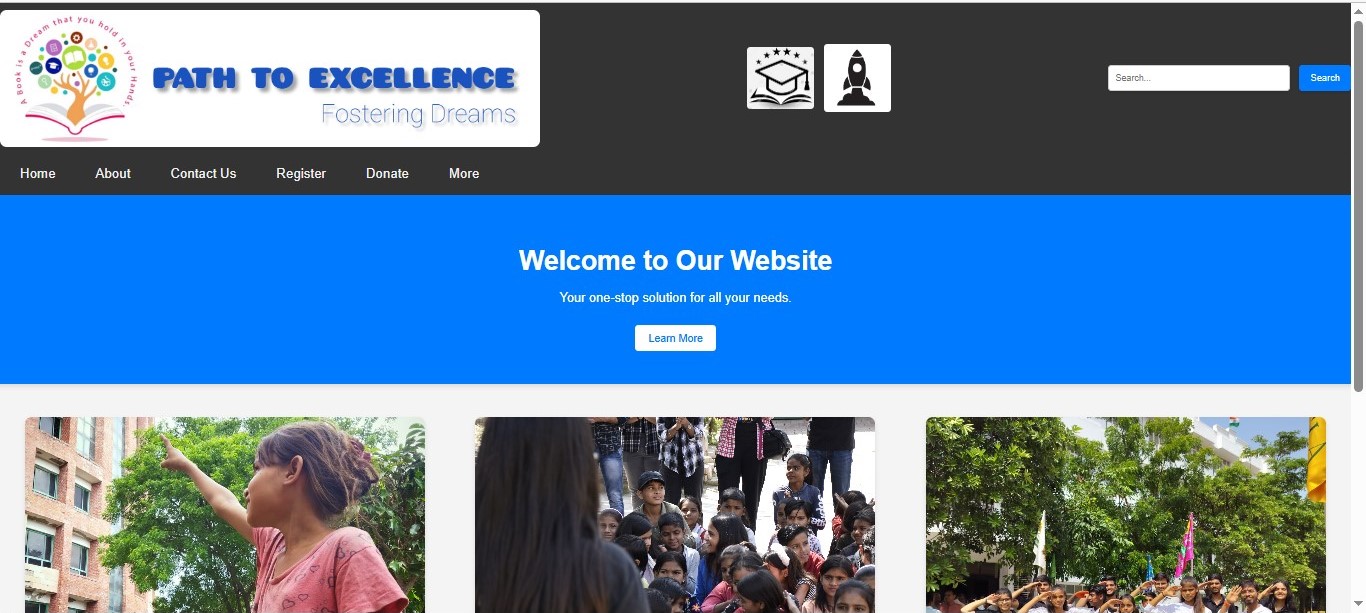 A Book is a Dream that you hold in your Hands.
PATH TO EXCELLENCE
Fostering Dreams
Search...
Search
Home
About
Contact Us
Register
Donate
More
Welcome to Our Website
Your one-stop solution for all your needs.
Learn More